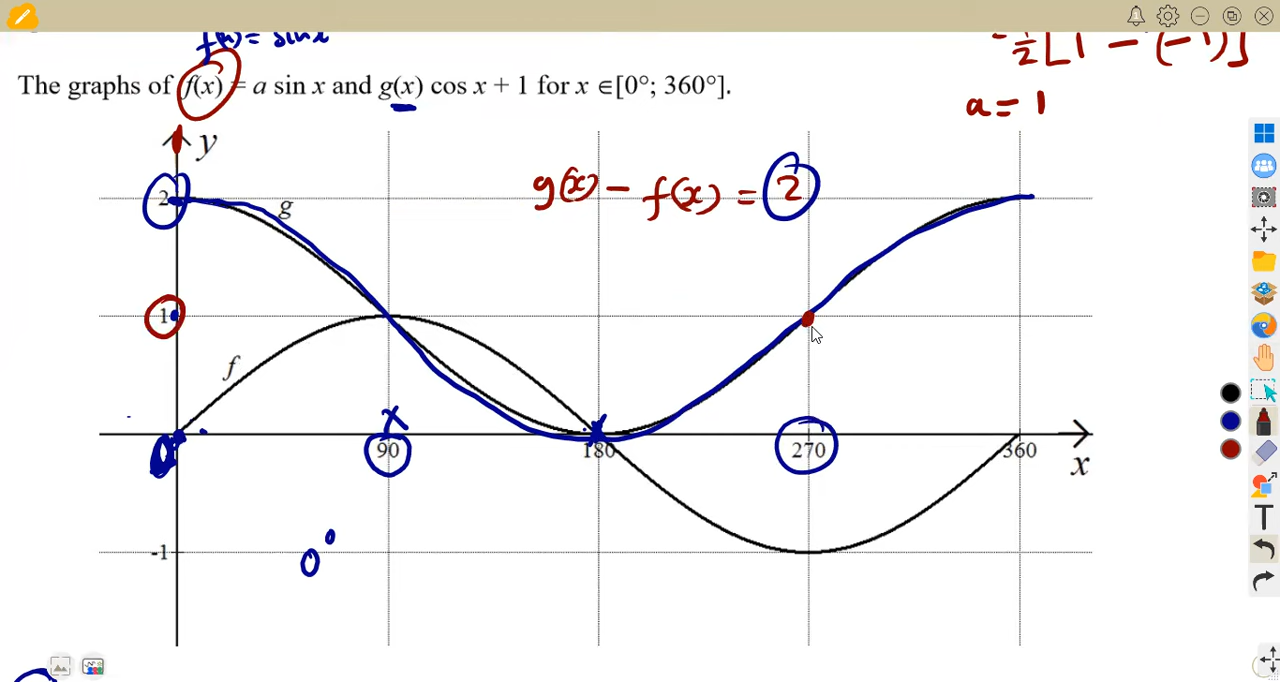 f(x) = sin x
-½[1 - (-1)]
The graphs of f(x) = a sin x and g(x) cos x + 1 for x ∈[0°; 360°].
a = 1
y
2
g
g(x) - f(x) = 2
1
f
x
0
90
180
270
360
x
-1
0°
T